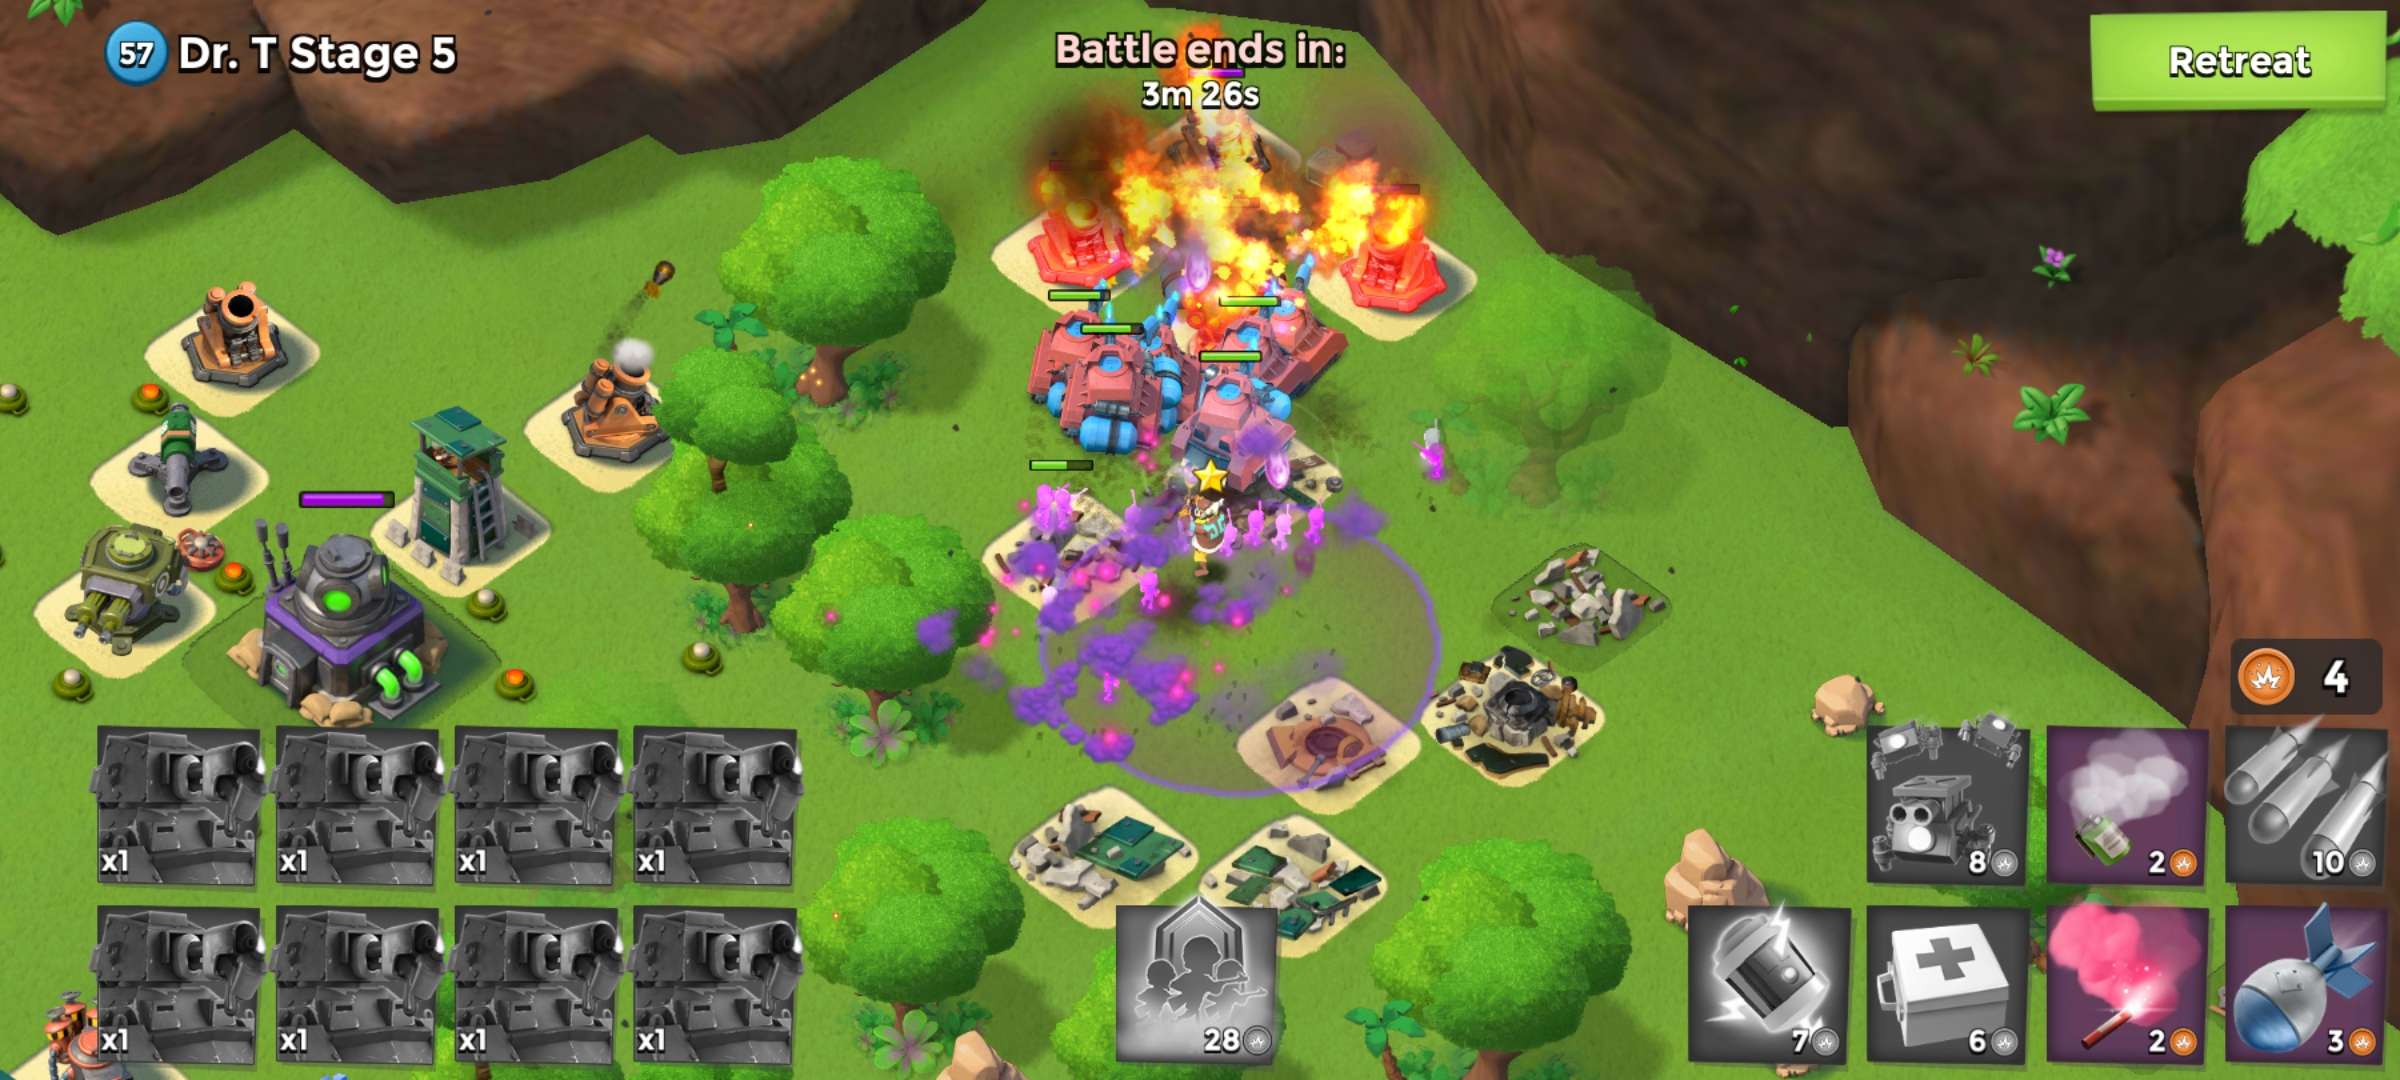 57 Dr. T Stage 5
Battle ends in:
3m 26s
Retreat
4
x1 x1 x1 x1
8 2 10
x1 x1 x1 x1
28 7 6 2 3